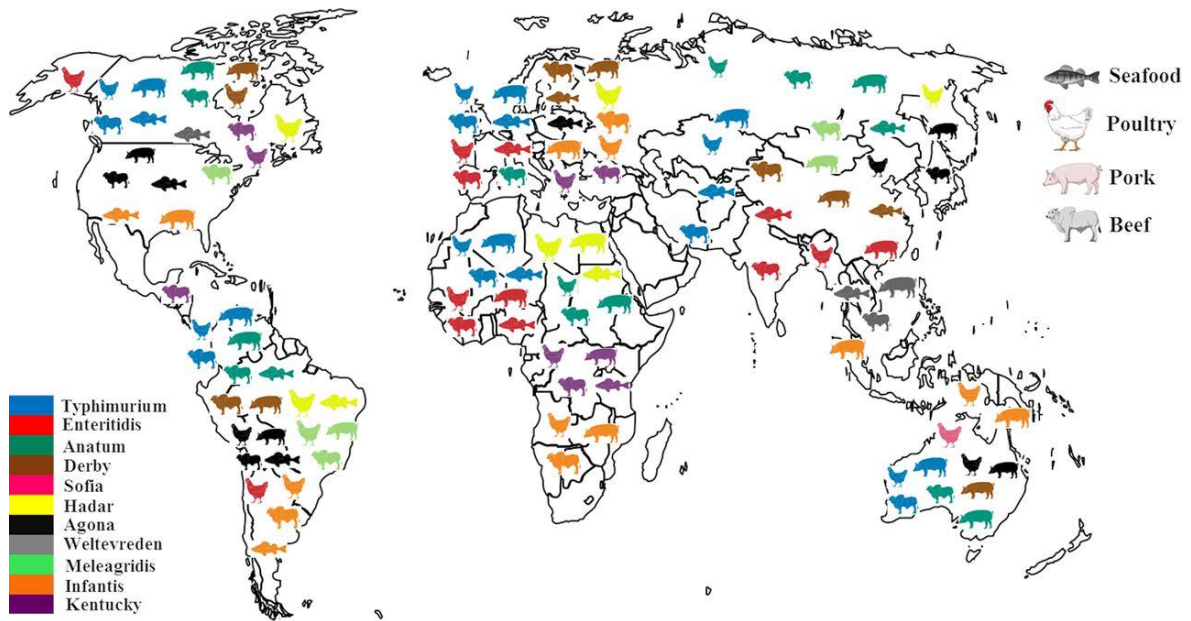 Seafood
Poultry
Pork
Beef
Typhimurium
Enteritidis
Anatum
Derby
Sofia
Hadar
Agona
Weltevreden
Meleagridis
Infantis
Kentucky